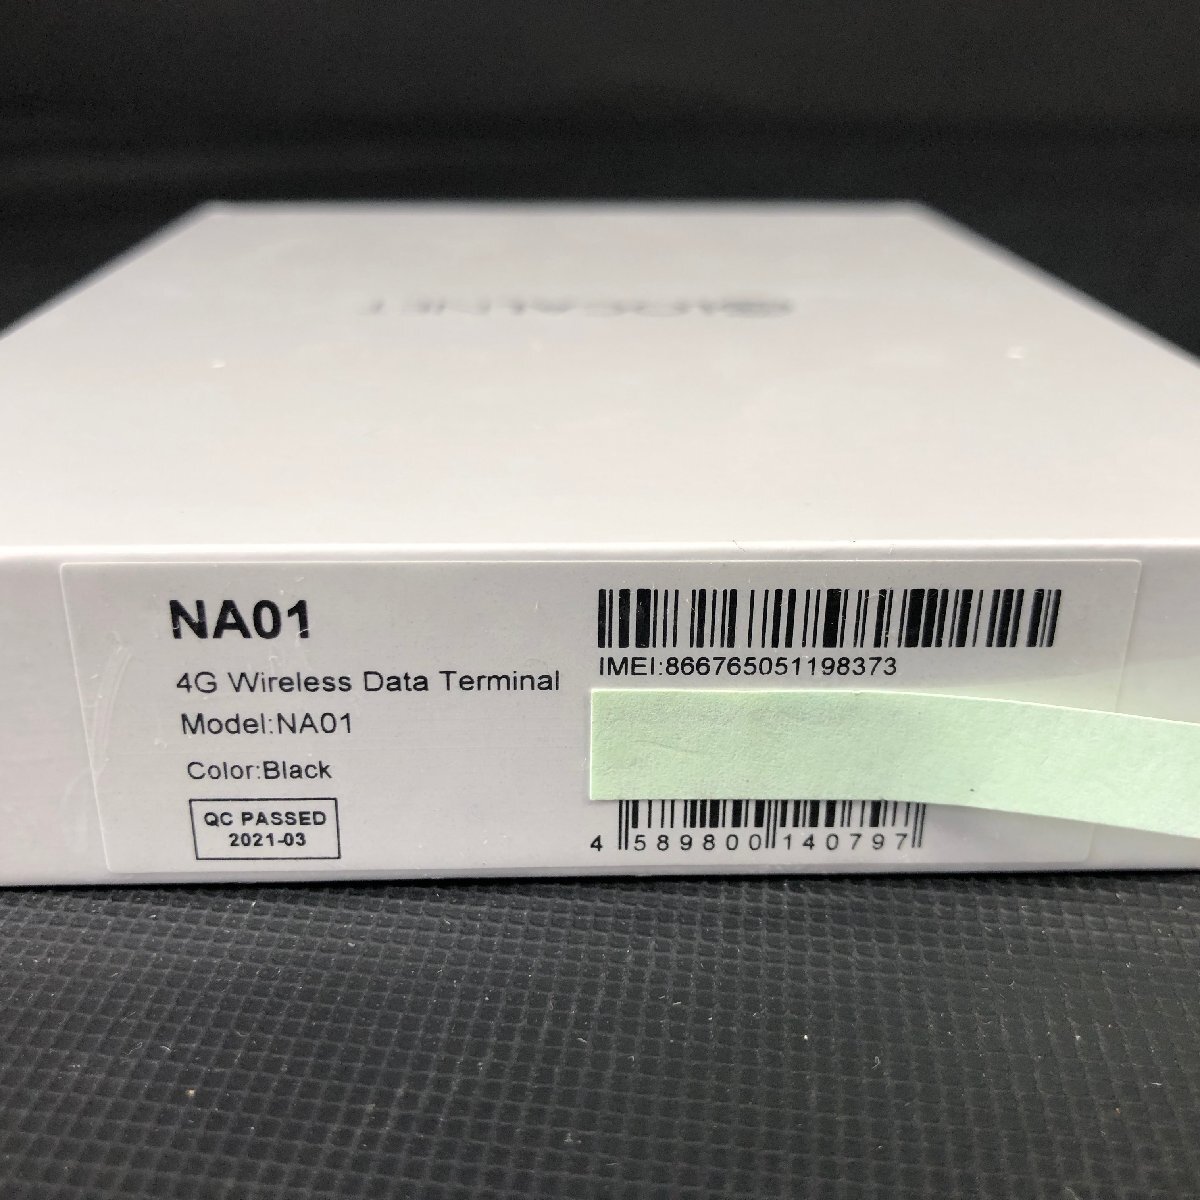 NA01
4G Wireless Data Terminal
Model:NA01
Color:Black
QC PASSED
2021-03
IMEI:866765051198373
4 589800 140797